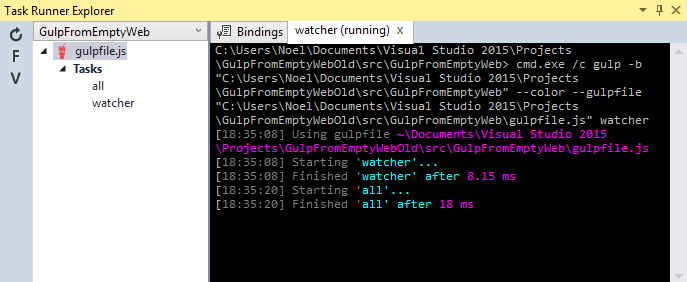 Task Runner Explorer
GulpFromEmptyWeb
gulpfile.js
Tasks
all
watcher
F
V
Bindings
watcher (running) X
C:\Users\Noel\Documents\Visual Studio 2015\Projects
\GulpFromEmptyWebOld\src\GulpFromEmptyWeb> cmd.exe /c gulp -b
"C:\Users\Noel\Documents\Visual Studio 2015\Projects
\GulpFromEmptyWebOld\src\GulpFromEmptyWeb" --color --gulpfile
"C:\Users\Noel\Documents\Visual Studio 2015\Projects
\GulpFromEmptyWebOld\src\GulpFromEmptyWeb\gulpfile.js" watcher
[18:35:08] Using gulpfile ~\Documents\Visual Studio 2015
\Projects\GulpFromEmptyWebOld\src\GulpFromEmptyWeb\gulpfile.js
[18:35:08] Starting 'watcher'...
[18:35:08] Finished 'watcher' after 8.15 ms
[18:35:20] Starting 'all'...
[18:35:20] Finished 'all' after 18 ms